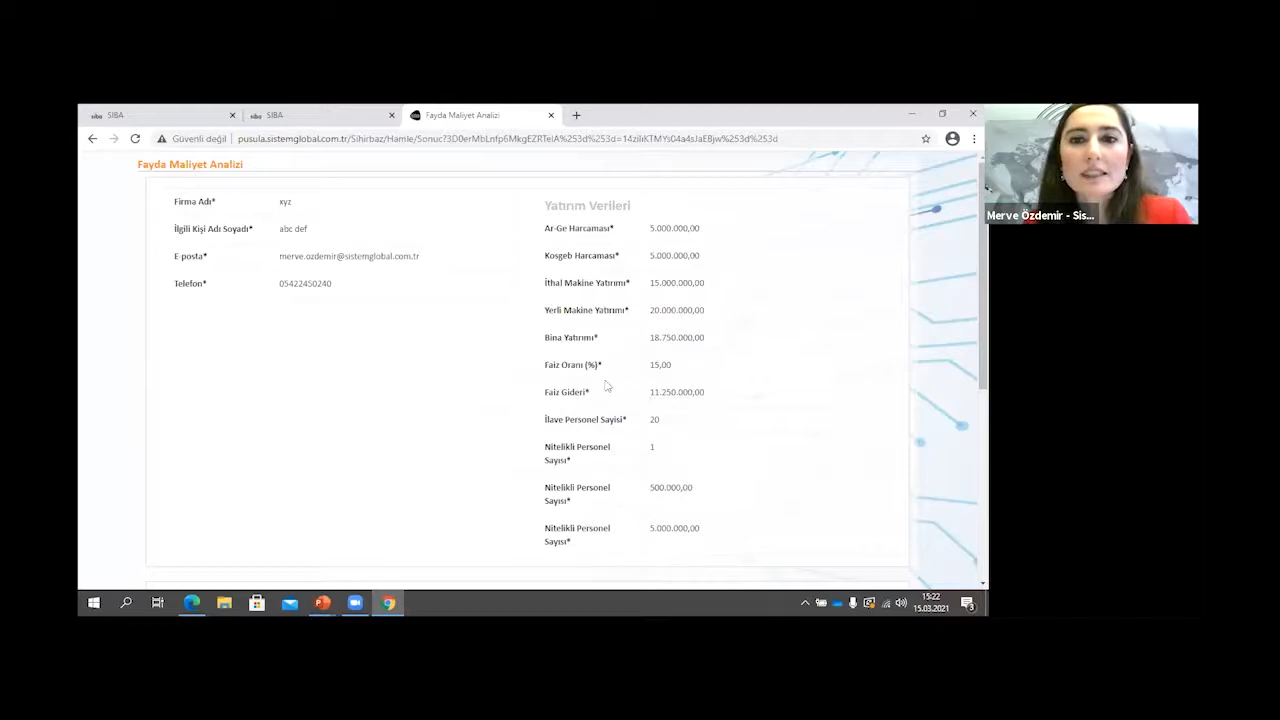 siba SIBA
siba SIBA
Fayda Maliyet Analizi
Güvenli değil
pusula.sistemglobal.com.tr/Sihirbaz/Hamle/Sonuc?3D0erMbLnfp6MkgEZRTeiA%253d%253d=14ziliKTMYs04a4sJaEBjw%253d%253d
Fayda Maliyet Analizi
Firma Adı* xyz
İlgili Kişi Adı Soyadı* abc def
E-posta* merve.ozdemir@sistemglobal.com.tr
Telefon* 05422450240
Yatırım Verileri
Ar-Ge Harcaması* 5.000.000,00
Kosgeb Harcaması* 5.000.000,00
İthal Makine Yatırımı* 15.000.000,00
Yerli Makine Yatırımı* 20.000.000,00
Bina Yatırımı* 18.750.000,00
Faiz Oranı (%)* 15,00
Faiz Gideri* 11.250.000,00
İlave Personel Sayisi* 20
Nitelikli Personel 1
Sayısı*
Nitelikli Personel 500.000,00
Sayısı*
Nitelikli Personel 5.000.000,00
Sayısı*
Merve Özdemir - Sis...
15:22
15.03.2021
3